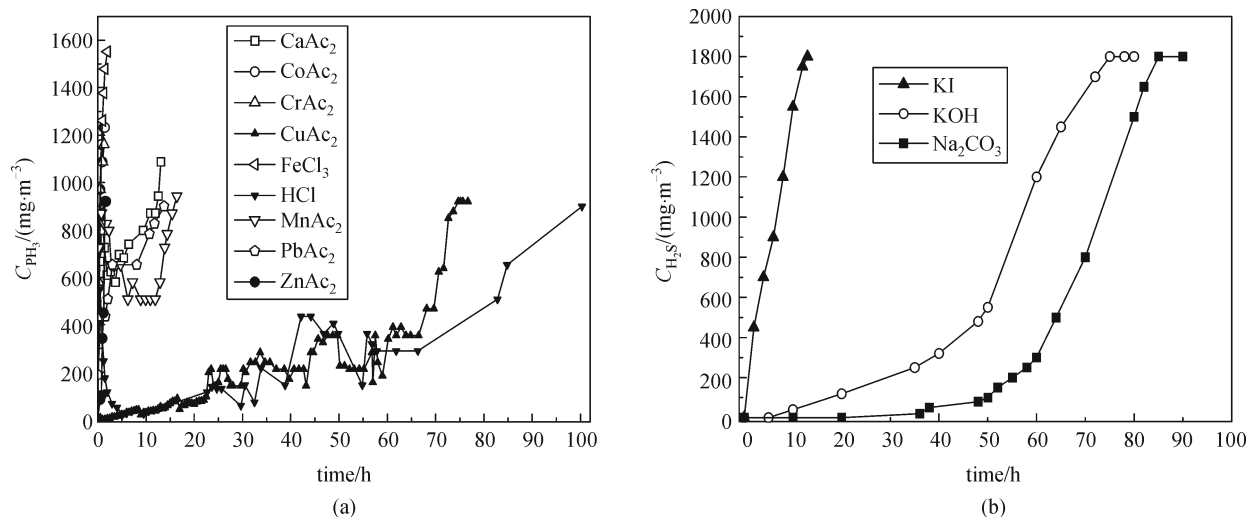 1600
1400
1200
1000
800
600
400
200
0
C_PH₃/(mg·m⁻³)
CaAc₂
CoAc₂
CrAc₂
CuAc₂
FeCl₃
HCl
MnAc₂
PbAc₂
ZnAc₂
0 10 20 30 40 50 60 70 80 90 100
time/h
(a)
2000
1800
1600
1400
1200
1000
800
600
500
400
200
0
C_H₂S/(mg·m⁻³)
KI
KOH
Na₂CO₃
0 10 20 30 40 50 60 70 80 90 100
time/h
(b)